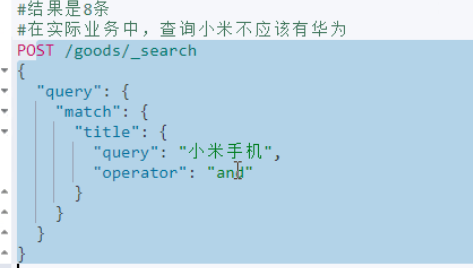 #结果是8条
#在实际业务中，查询小米不应该有华为
POST /goods/_search
{
  "query": {
    "match": {
      "title": {
        "query": "小米手机",
        "operator": "and"
      }
    }
  }
}